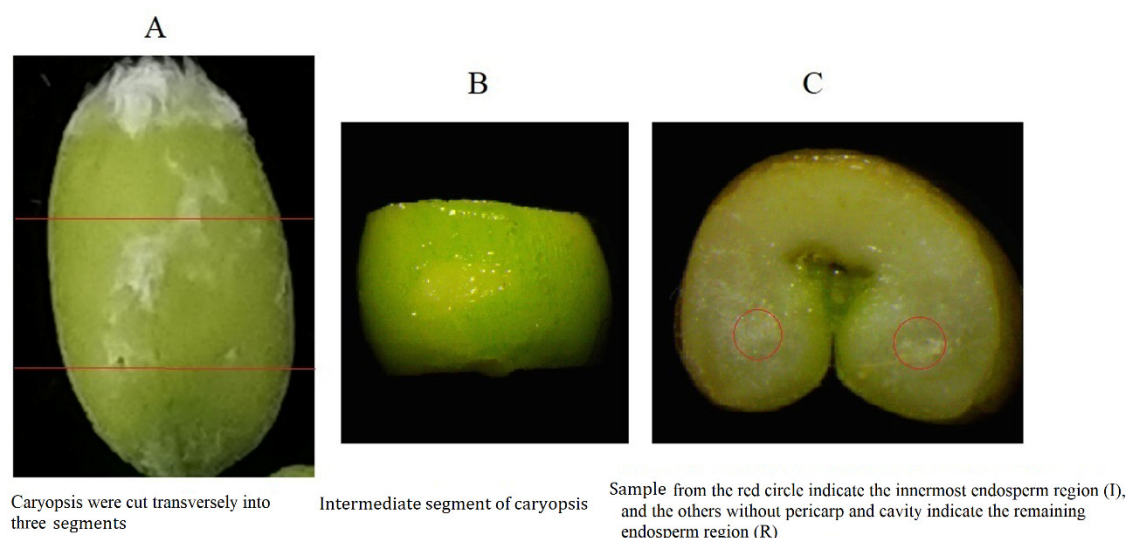 A
B
C
Caryopsis were cut transversely into
three segments
Intermediate segment of caryopsis
Sample from the red circle indicate the innermost endosperm region (I),
and the others without pericarp and cavity indicate the remaining
endosperm region (R)